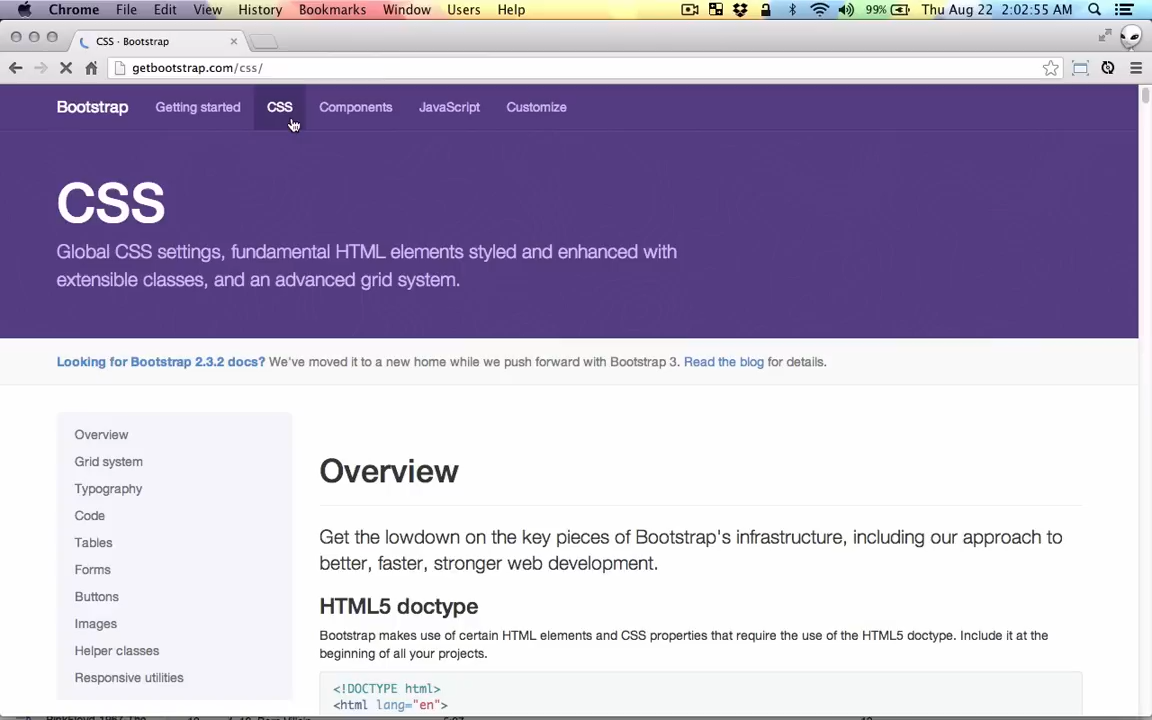 Chrome File Edit View History Bookmarks Window Users Help 99% Thu Aug 22 2:02:55 AM
CSS · Bootstrap
getbootstrap.com/css/
Bootstrap Getting started CSS Components JavaScript Customize
CSS
Global CSS settings, fundamental HTML elements styled and enhanced with
extensible classes, and an advanced grid system.
Looking for Bootstrap 2.3.2 docs? We've moved it to a new home while we push forward with Bootstrap 3. Read the blog for details.
Overview
Grid system
Typography
Code
Tables
Forms
Buttons
Images
Helper classes
Responsive utilities
Overview
Get the lowdown on the key pieces of Bootstrap's infrastructure, including our approach to
better, faster, stronger web development.
HTML5 doctype
Bootstrap makes use of certain HTML elements and CSS properties that require the use of the HTML5 doctype. Include it at the
beginning of all your projects.
<!DOCTYPE html>
<html lang="en">